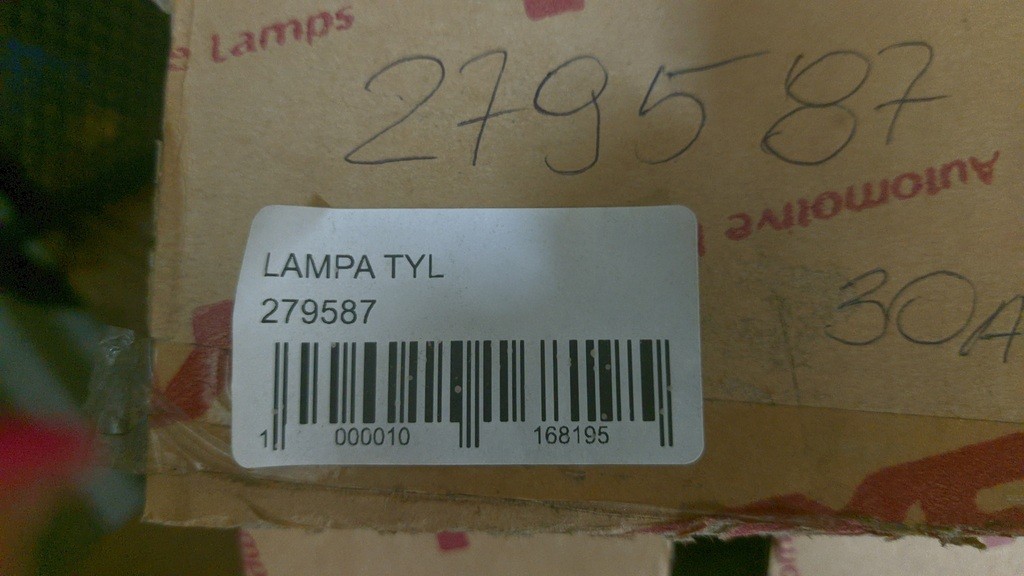 Lamps
279587
Automotive
LAMPA TYL
279587
30A
1 000010 168195